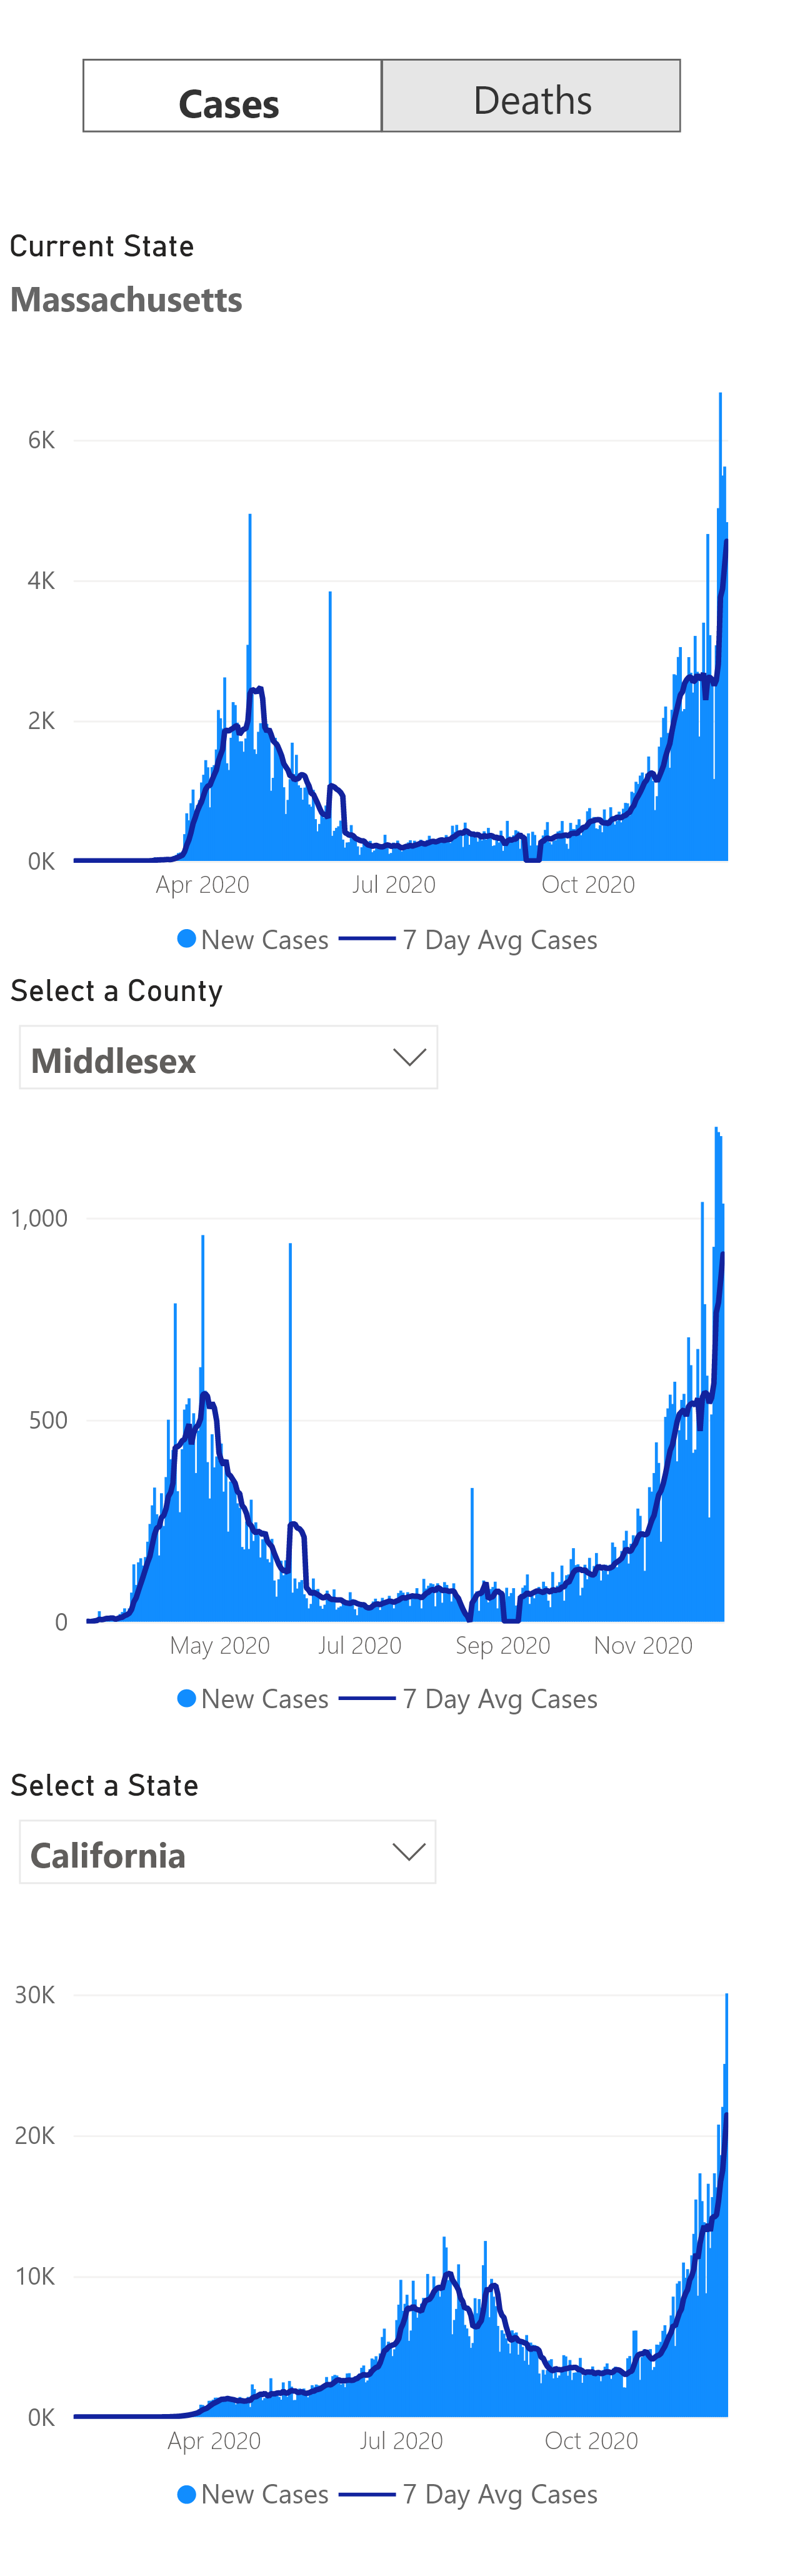 Cases Deaths
Current State
Massachusetts
6K
4K
2K
0K
Apr 2020 Jul 2020 Oct 2020
New Cases 7 Day Avg Cases
Select a County
Middlesex
1,000
500
0
May 2020 Jul 2020 Sep 2020 Nov 2020
New Cases 7 Day Avg Cases
Select a State
California
30K
20K
10K
0K
Apr 2020 Jul 2020 Oct 2020
New Cases 7 Day Avg Cases